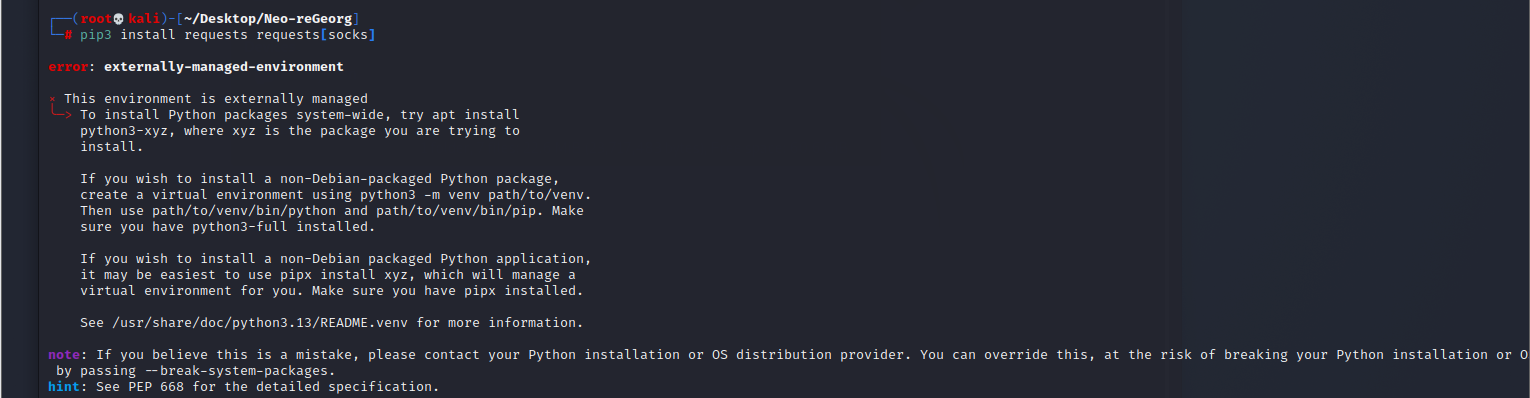 ┌──(root💀kali)-[~/Desktop/Neo-reGeorg]
└─# pip3 install requests requests[socks]
error: externally-managed-environment
× This environment is externally managed
╰─> To install Python packages system-wide, try apt install
python3-xyz, where xyz is the package you are trying to
install.
If you wish to install a non-Debian-packaged Python package,
create a virtual environment using python3 -m venv path/to/venv.
Then use path/to/venv/bin/python and path/to/venv/bin/pip. Make
sure you have python3-full installed.
If you wish to install a non-Debian packaged Python application,
it may be easiest to use pipx install xyz, which will manage a
virtual environment for you. Make sure you have pipx installed.
See /usr/share/doc/python3.13/README.venv for more information.
note: If you believe this is a mistake, please contact your Python installation or OS distribution provider. You can override this, at the risk of breaking your Python installation or O
by passing --break-system-packages.
hint: See PEP 668 for the detailed specification.